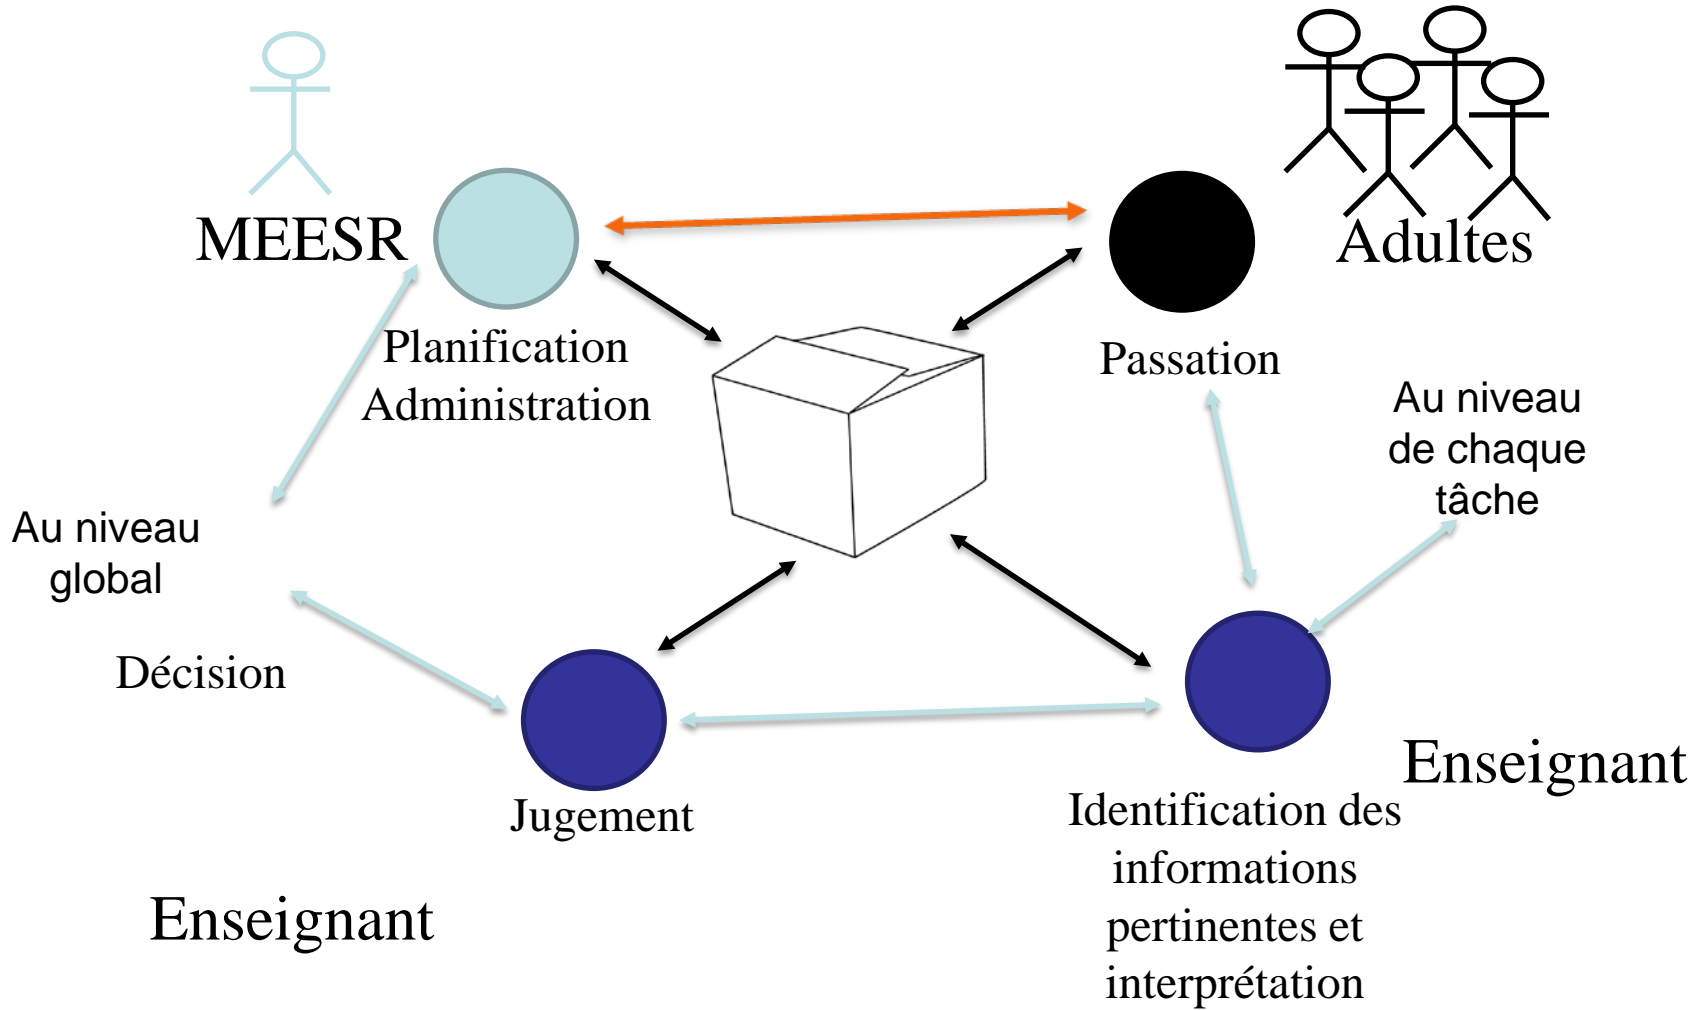 MEESR
Adultes
Planification
Administration
Passation
Au niveau
de chaque
tâche
Au niveau
global
Décision
Jugement
Enseignant
Identification des
informations
pertinentes et
interprétation
Enseignant